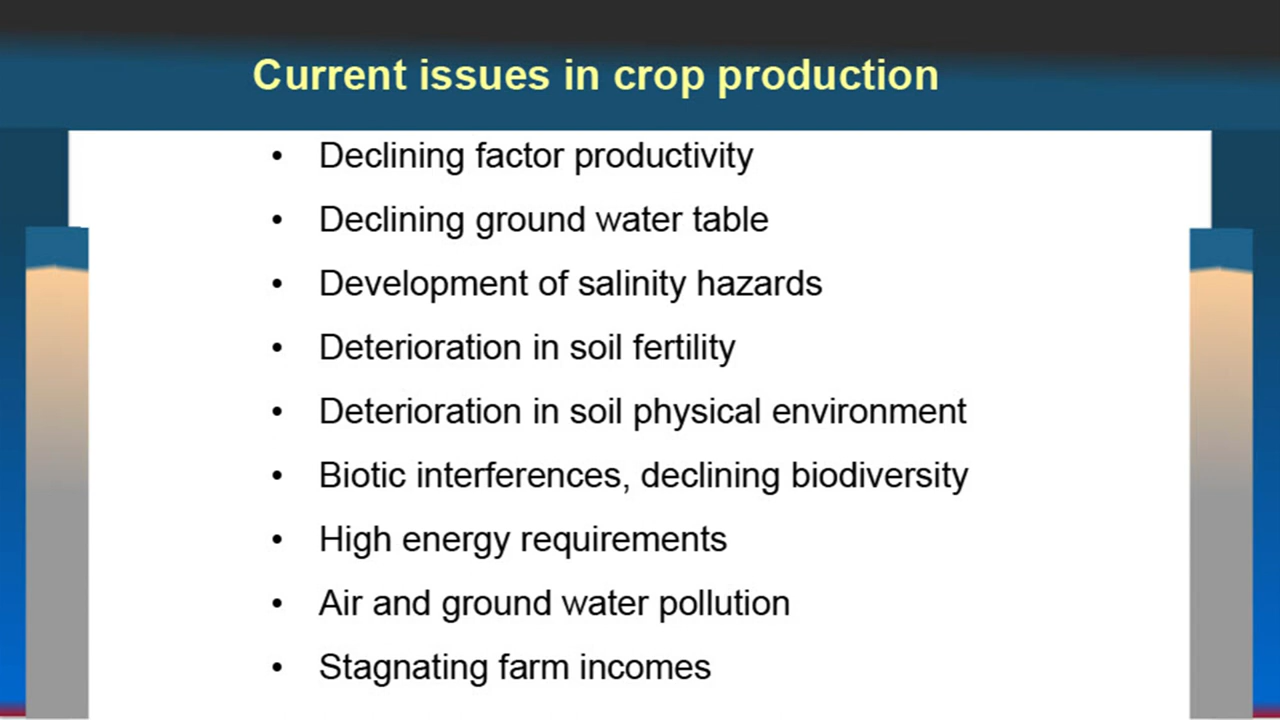 Current issues in crop production
• Declining factor productivity
• Declining ground water table
• Development of salinity hazards
• Deterioration in soil fertility
• Deterioration in soil physical environment
• Biotic interferences, declining biodiversity
• High energy requirements
• Air and ground water pollution
• Stagnating farm incomes